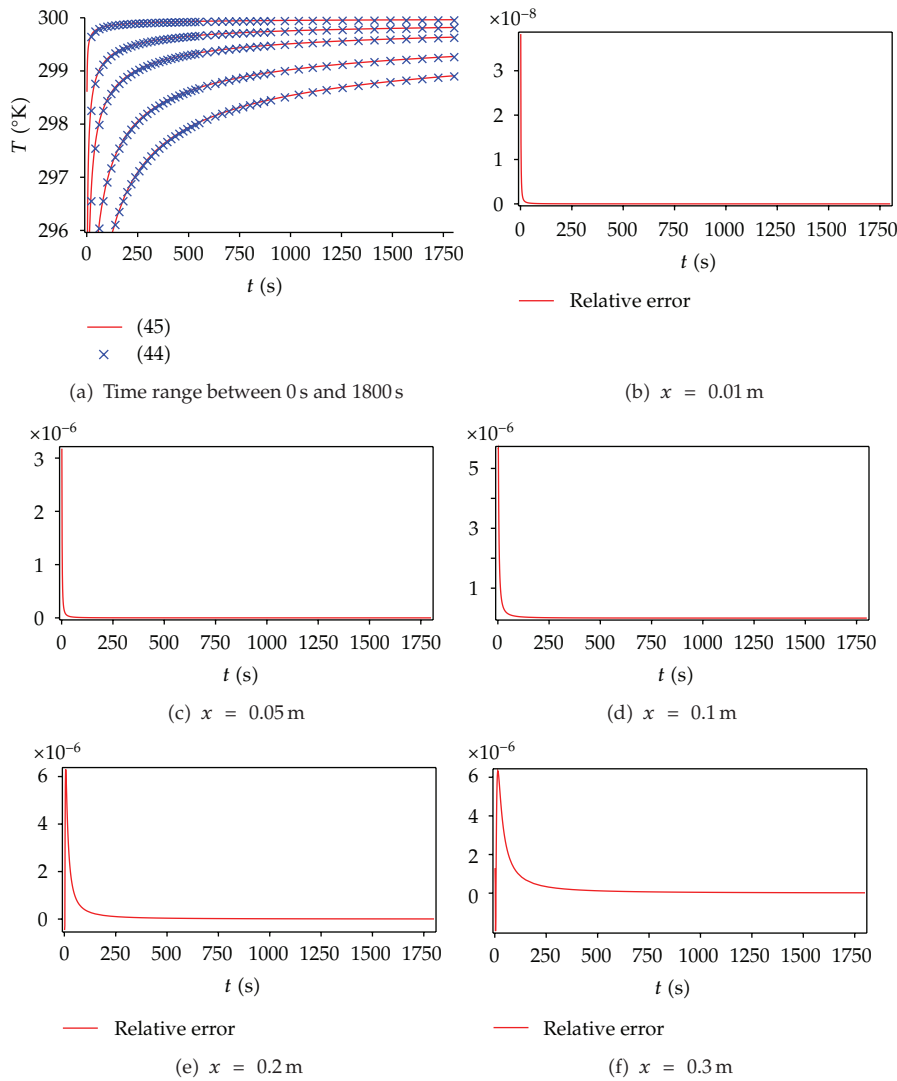 300
299
298
297
296
T (°K)
0 250 500 750 1000 1250 1500 1750
t (s)
(45)
(44)
(a) Time range between 0 s and 1800 s
×10−8
3
2
1
0
0 250 500 750 1000 1250 1500 1750
t (s)
Relative error
(b) x = 0.01 m
×10−6
3
2
1
0
0 250 500 750 1000 1250 1500 1750
t (s)
(c) x = 0.05 m
×10−6
5
3
1
0 250 500 750 1000 1250 1500 1750
t (s)
(d) x = 0.1 m
×10−6
6
4
2
0
0 250 500 750 1000 1250 1500 1750
t (s)
Relative error
(e) x = 0.2 m
×10−6
6
4
2
0
0 250 500 750 1000 1250 1500 1750
t (s)
Relative error
(f) x = 0.3 m